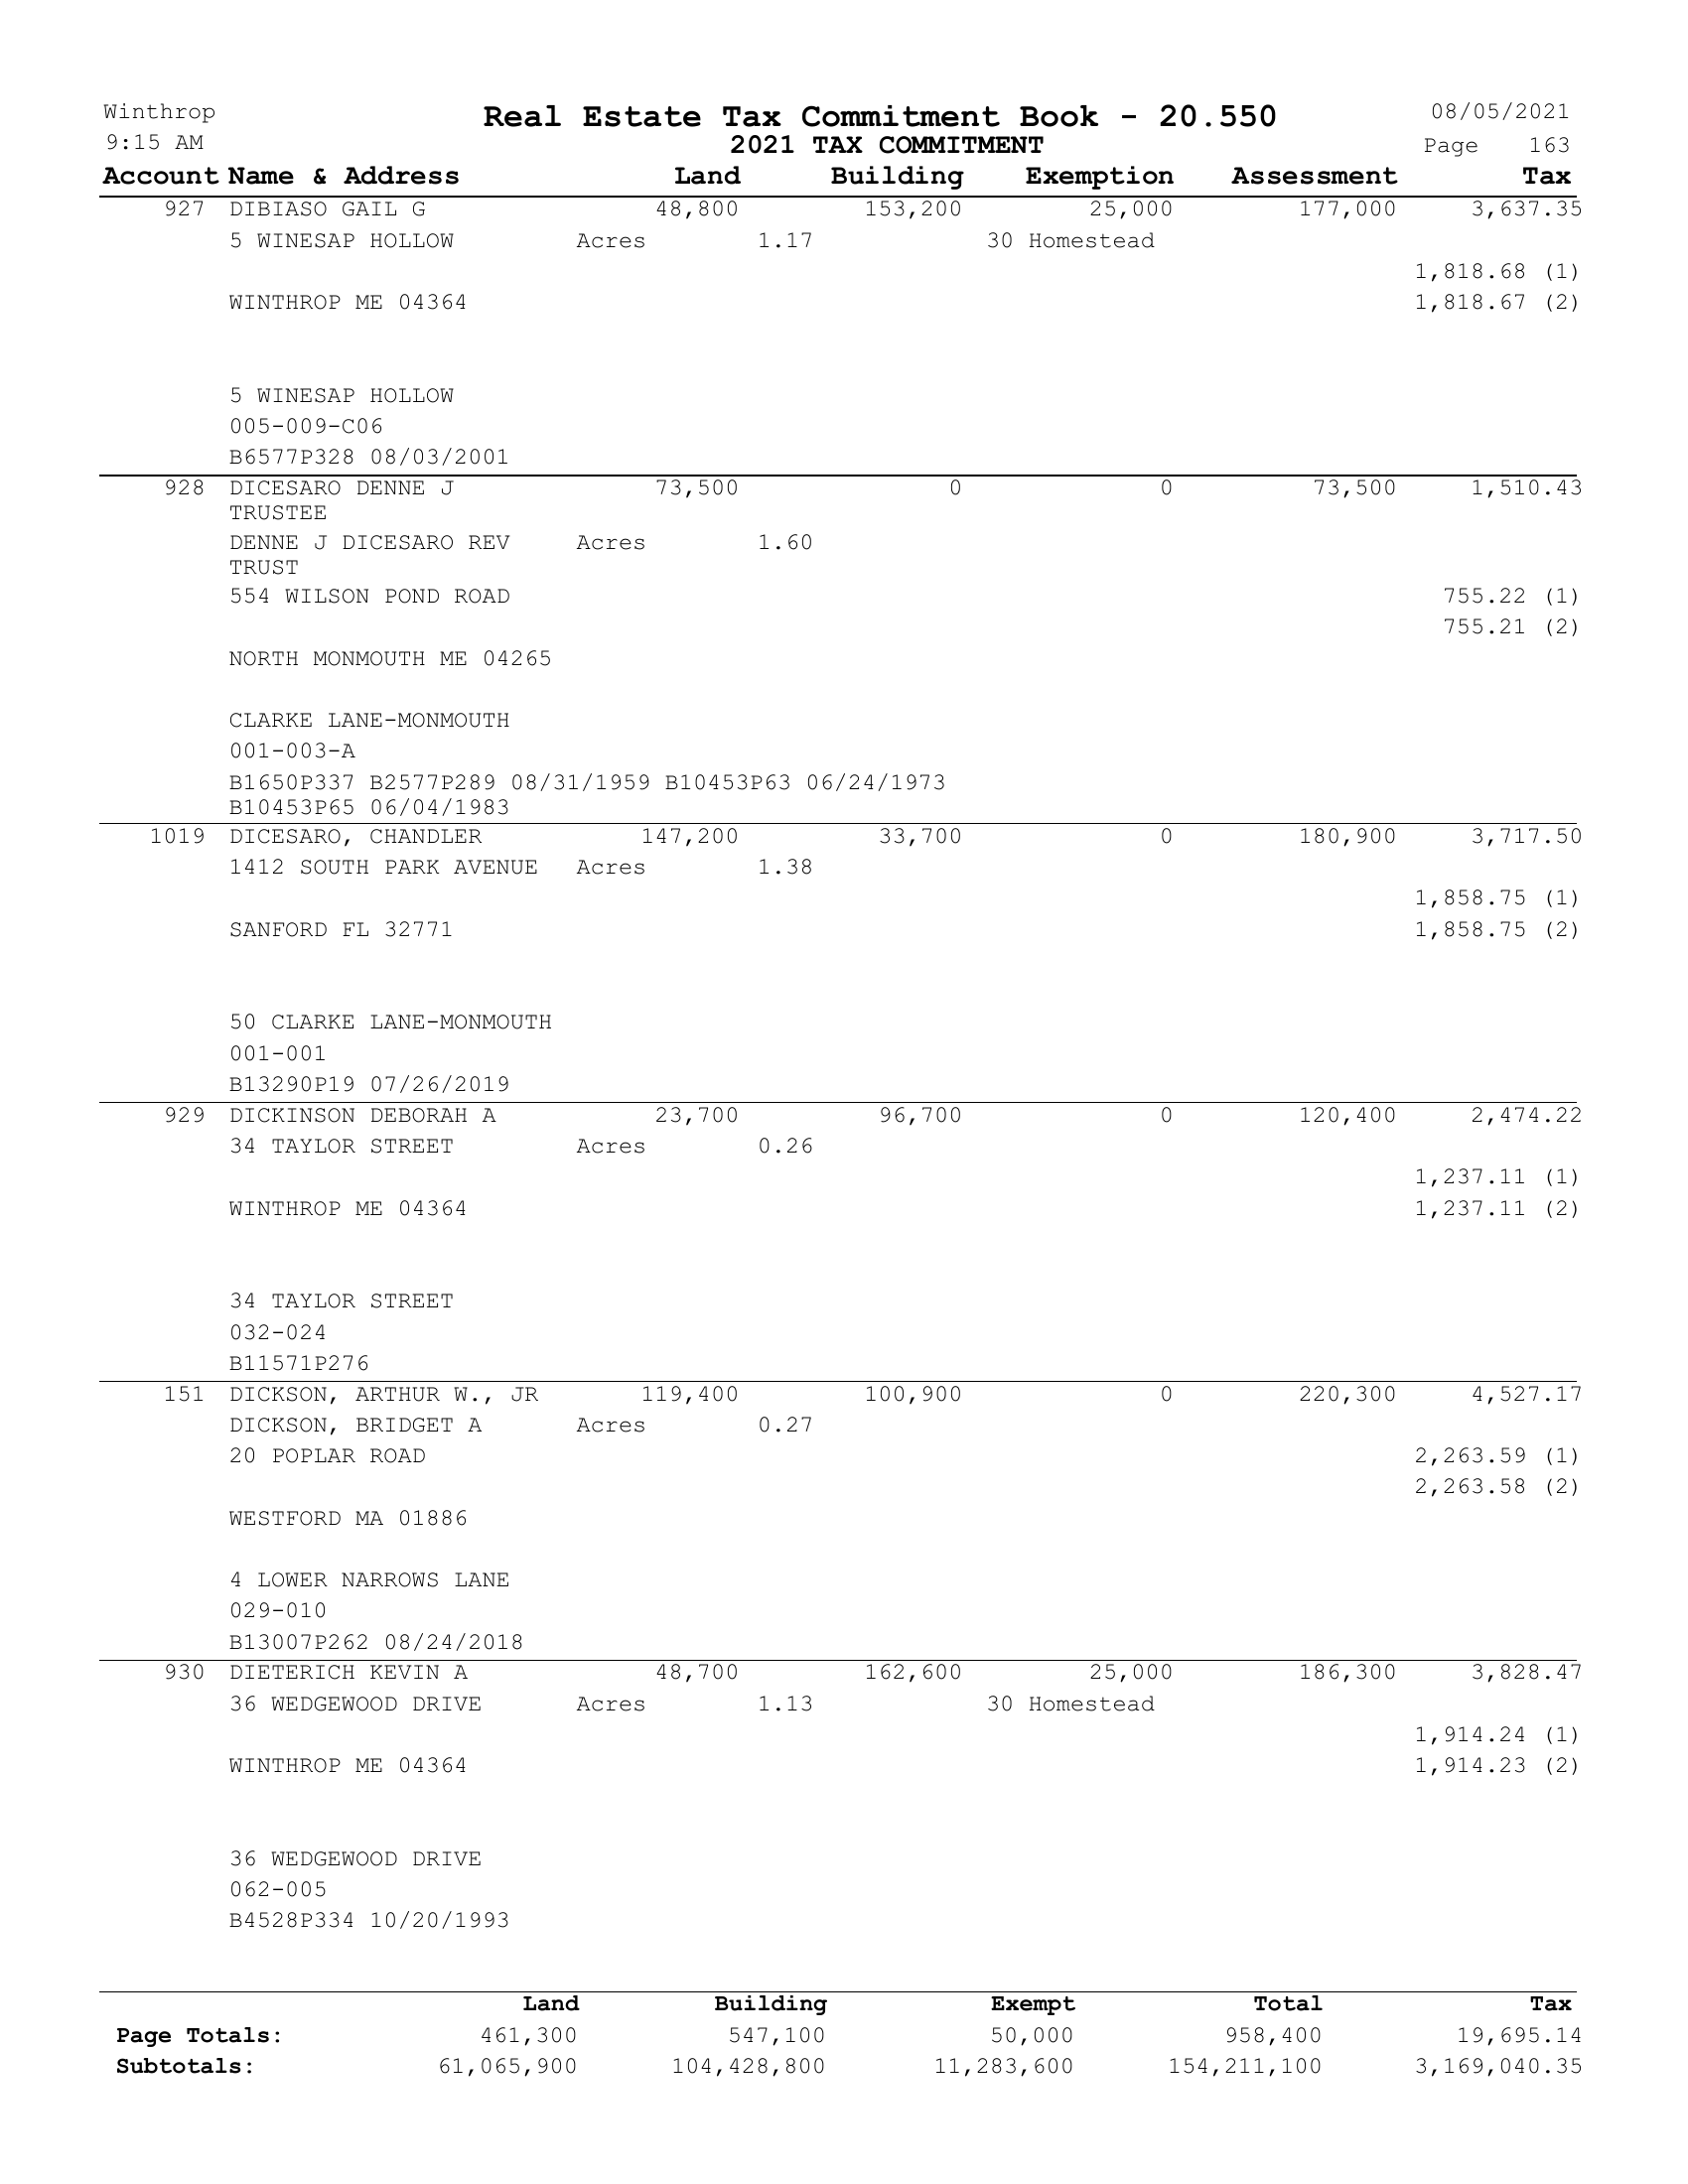 Winthrop Real Estate Tax Commitment Book - 20.550 08/05/2021
9:15 AM 2021 TAX COMMITMENT Page 163
Account Name & Address Land Building Exemption Assessment Tax
927 DIBIASO GAIL G 48,800 153,200 25,000 177,000 3,637.35
5 WINESAP HOLLOW Acres 1.17 30 Homestead
1,818.68 (1)
WINTHROP ME 04364 1,818.67 (2)
5 WINESAP HOLLOW
005-009-C06
B6577P328 08/03/2001
928 DICESARO DENNE J 73,500 0 0 73,500 1,510.43
TRUSTEE
DENNE J DICESARO REV Acres 1.60
TRUST
554 WILSON POND ROAD 755.22 (1)
755.21 (2)
NORTH MONMOUTH ME 04265
CLARKE LANE-MONMOUTH
001-003-A
B1650P337 B2577P289 08/31/1959 B10453P63 06/24/1973
B10453P65 06/04/1983
1019 DICESARO, CHANDLER 147,200 33,700 0 180,900 3,717.50
1412 SOUTH PARK AVENUE Acres 1.38
1,858.75 (1)
SANFORD FL 32771 1,858.75 (2)
50 CLARKE LANE-MONMOUTH
001-001
B13290P19 07/26/2019
929 DICKINSON DEBORAH A 23,700 96,700 0 120,400 2,474.22
34 TAYLOR STREET Acres 0.26
1,237.11 (1)
WINTHROP ME 04364 1,237.11 (2)
34 TAYLOR STREET
032-024
B11571P276
151 DICKSON, ARTHUR W., JR 119,400 100,900 0 220,300 4,527.17
DICKSON, BRIDGET A Acres 0.27
20 POPLAR ROAD 2,263.59 (1)
2,263.58 (2)
WESTFORD MA 01886
4 LOWER NARROWS LANE
029-010
B13007P262 08/24/2018
930 DIETERICH KEVIN A 48,700 162,600 25,000 186,300 3,828.47
36 WEDGEWOOD DRIVE Acres 1.13 30 Homestead
1,914.24 (1)
WINTHROP ME 04364 1,914.23 (2)
36 WEDGEWOOD DRIVE
062-005
B4528P334 10/20/1993
Land Building Exempt Total Tax
Page Totals: 461,300 547,100 50,000 958,400 19,695.14
Subtotals: 61,065,900 104,428,800 11,283,600 154,211,100 3,169,040.35